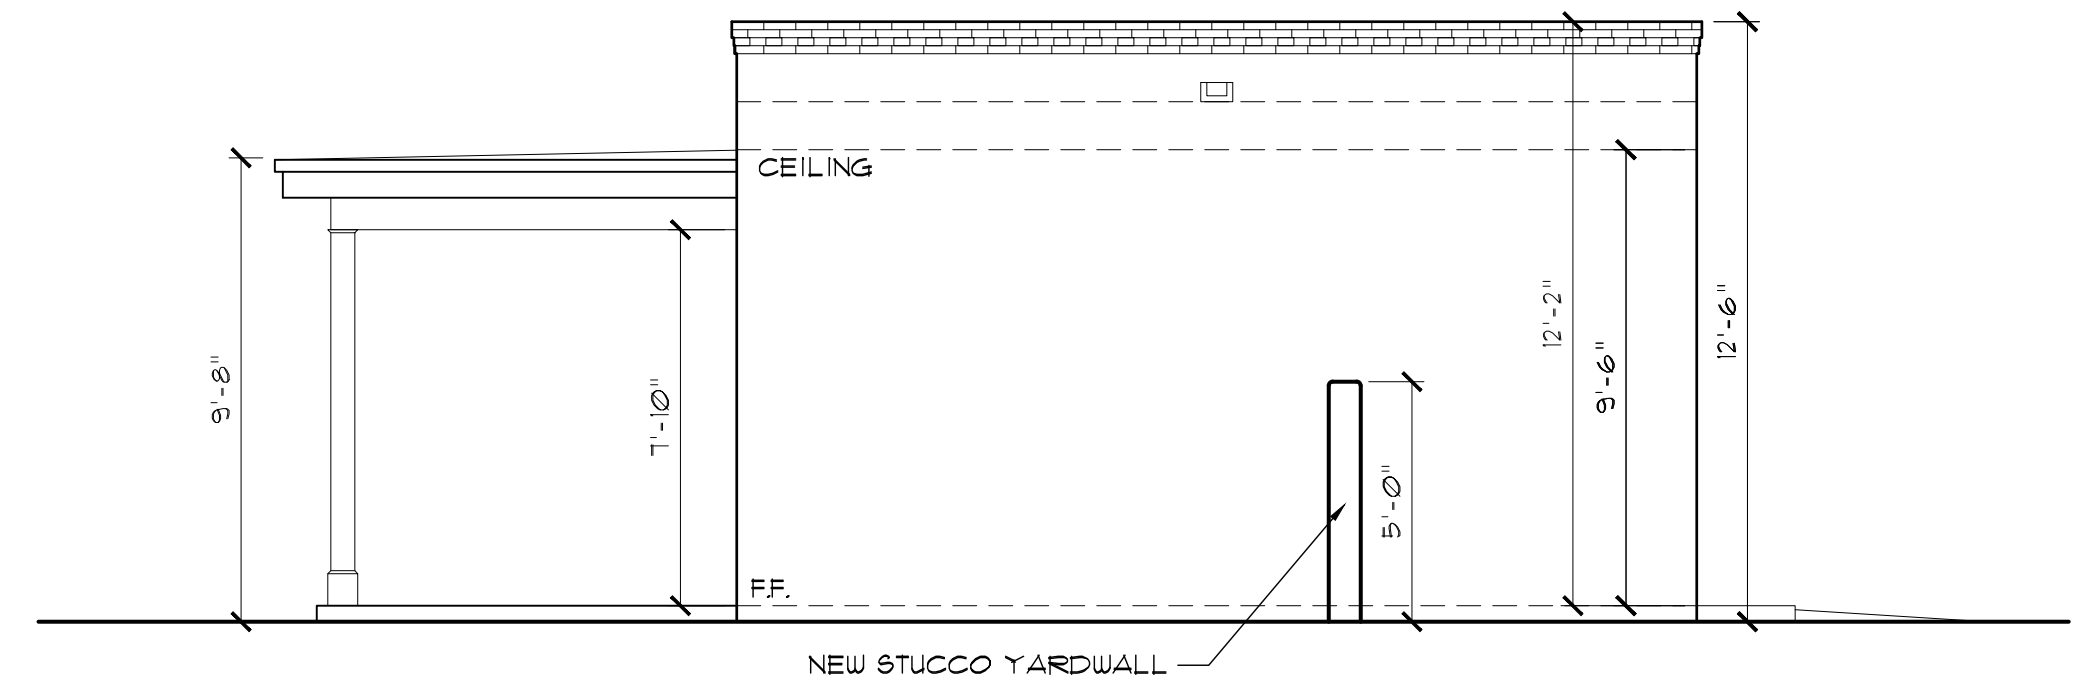 CEILING
9'-8"
7'-10"
12'-2"
9'-6"
12'-6"
5'-0"
F.F.
NEW STUCCO YARDWALL